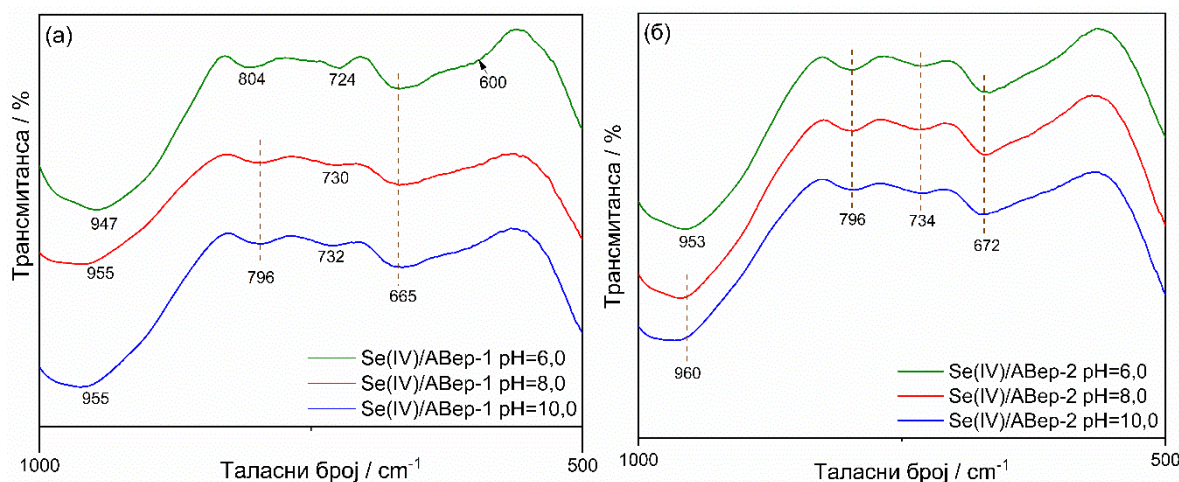 (а)
Трансмитанса / %
804
724
600
947
730
955
796
732
665
955
Se(IV)/АВер-1 pH=6,0
Se(IV)/АВер-1 pH=8,0
Se(IV)/АВер-1 pH=10,0
1000
500
Таласни број / cm⁻¹
(б)
Трансмитанса / %
953
796
734
672
960
Se(IV)/АВер-2 pH=6,0
Se(IV)/АВер-2 pH=8,0
Se(IV)/АВер-2 pH=10,0
1000
500
Таласни број / cm⁻¹